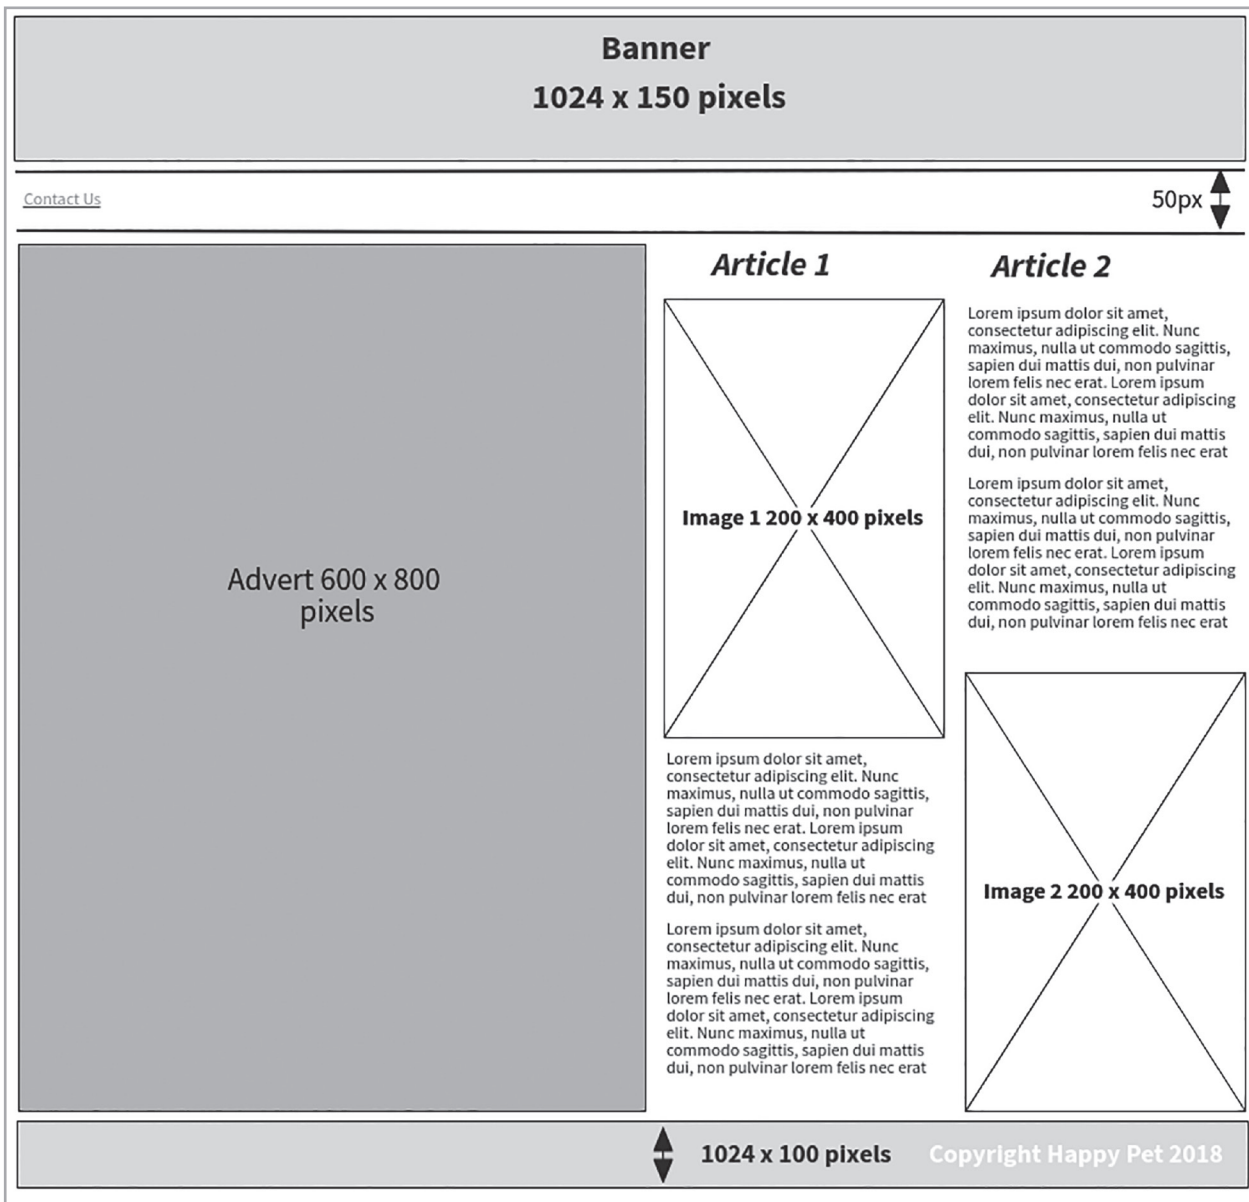 Banner
1024 x 150 pixels
Contact Us
50px
Advert 600 x 800
pixels
Article 1
Image 1 200 x 400 pixels
Lorem ipsum dolor sit amet,
consectetur adipiscing elit. Nunc
maximus, nulla ut commodo sagittis,
sapien dui mattis dui, non pulvinar
lorem felis nec erat. Lorem ipsum
dolor sit amet, consectetur adipiscing
elit. Nunc maximus, nulla ut
commodo sagittis, sapien dui mattis
dui, non pulvinar lorem felis nec erat
Lorem ipsum dolor sit amet,
consectetur adipiscing elit. Nunc
maximus, nulla ut commodo sagittis,
sapien dui mattis dui, non pulvinar
lorem felis nec erat. Lorem ipsum
dolor sit amet, consectetur adipiscing
elit. Nunc maximus, nulla ut
commodo sagittis, sapien dui mattis
dui, non pulvinar lorem felis nec erat
Article 2
Lorem ipsum dolor sit amet,
consectetur adipiscing elit. Nunc
maximus, nulla ut commodo sagittis,
sapien dui mattis dui, non pulvinar
lorem felis nec erat. Lorem ipsum
dolor sit amet, consectetur adipiscing
elit. Nunc maximus, nulla ut
commodo sagittis, sapien dui mattis
dui, non pulvinar lorem felis nec erat
Lorem ipsum dolor sit amet,
consectetur adipiscing elit. Nunc
maximus, nulla ut commodo sagittis,
sapien dui mattis dui, non pulvinar
lorem felis nec erat. Lorem ipsum
dolor sit amet, consectetur adipiscing
elit. Nunc maximus, nulla ut
commodo sagittis, sapien dui mattis
dui, non pulvinar lorem felis nec erat
Image 2 200 x 400 pixels
1024 x 100 pixels
Copyright Happy Pet 2018